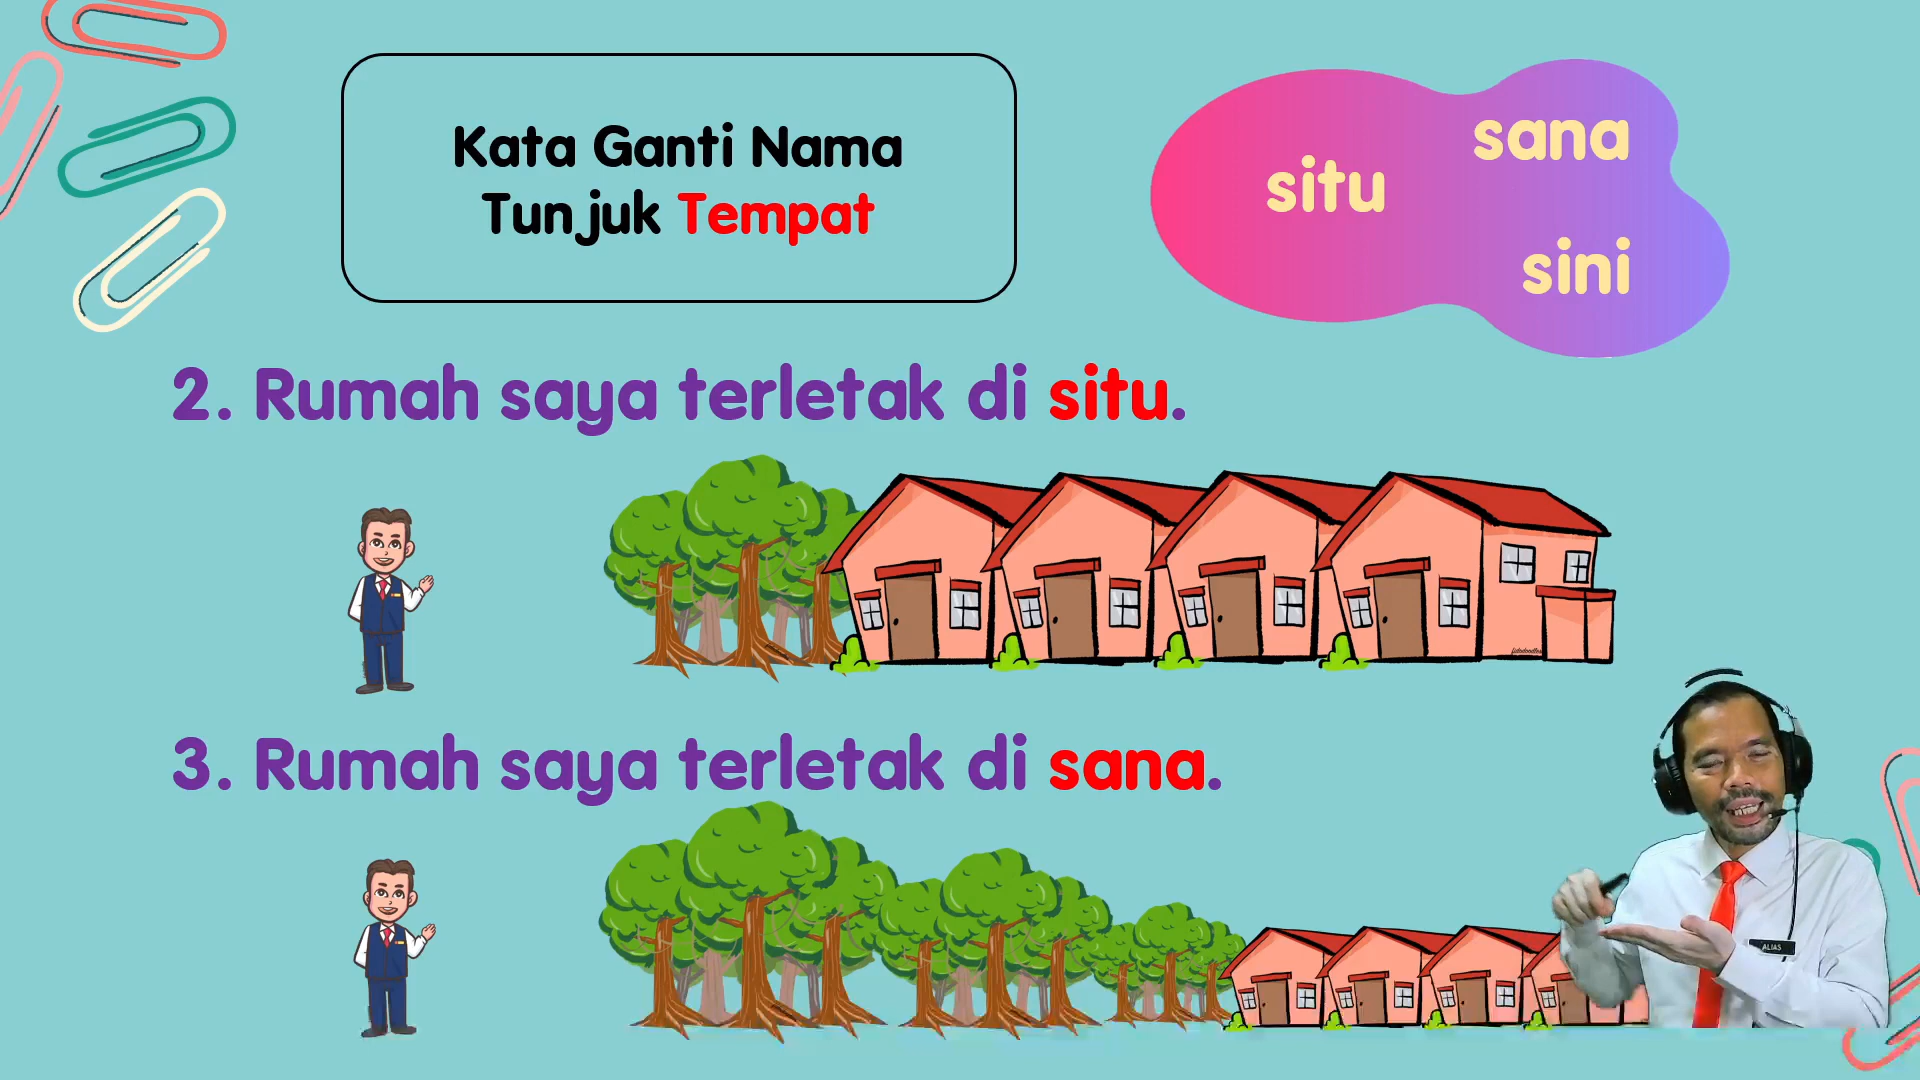 Kata Ganti Nama
Tunjuk Tempat
situ
sana
sini
2. Rumah saya terletak di situ.
3. Rumah saya terletak di sana.
ALIAS